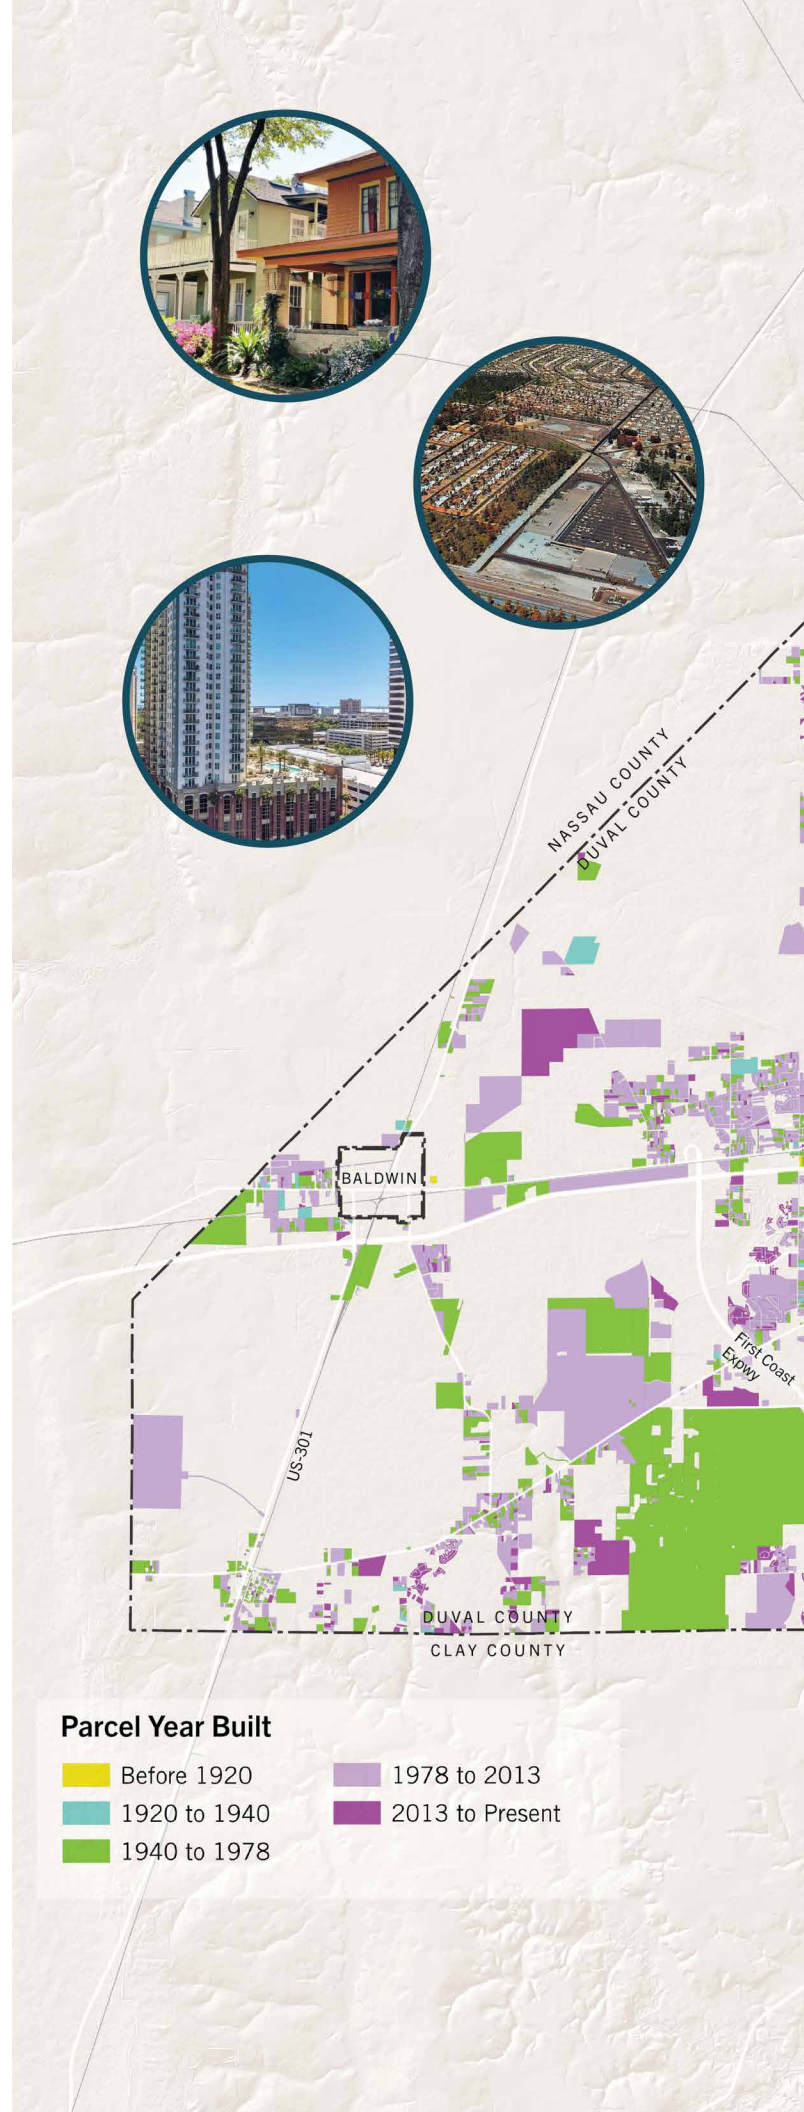 NASSAU COUNTY
DUVAL COUNTY
BALDWIN
First Coast
Expwy
US-301
DUVAL COUNTY
CLAY COUNTY
Parcel Year Built
Before 1920
1920 to 1940
1940 to 1978
1978 to 2013
2013 to Present